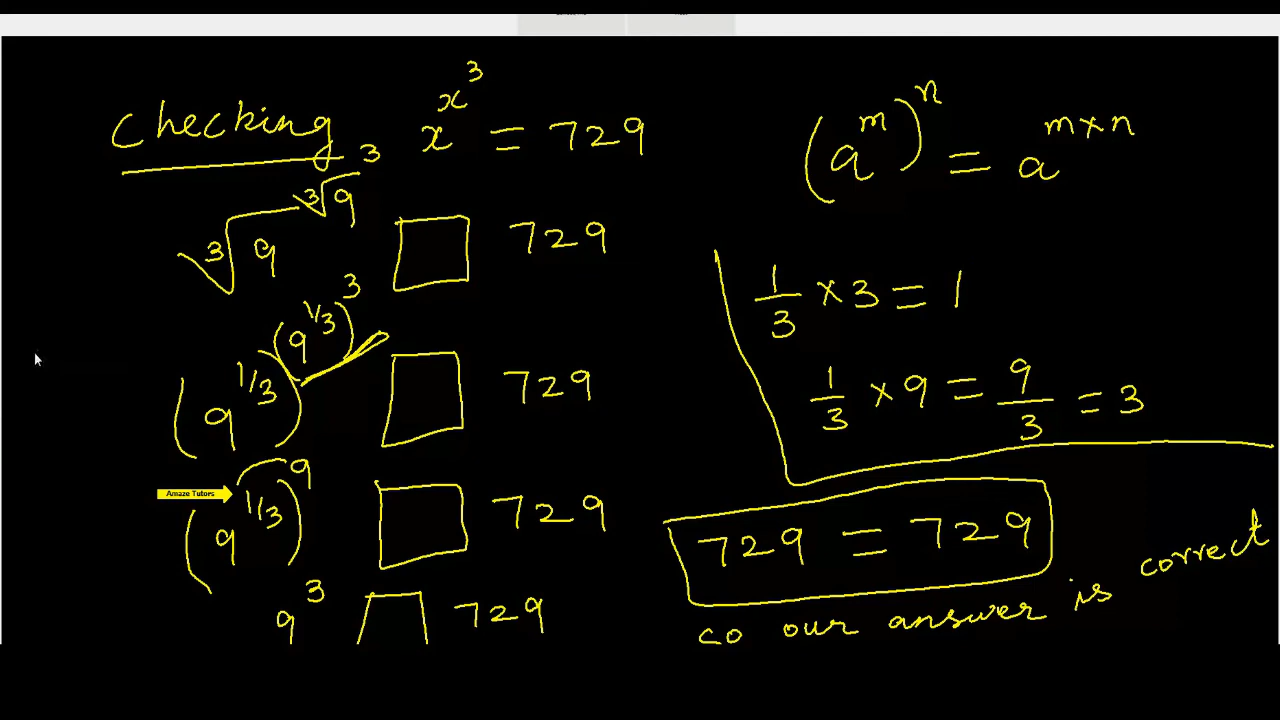 checking x^x^3 = 729
∛9^∛9^3 □ 729
(9^1/3)^(9^1/3)^3 □ 729
Amaze Tutors
(9^1/3)^9 □ 729
9^3 □ 729
(a^m)^n = a^m×n
1/3 × 3 = 1
1/3 × 9 = 9/3 = 3
729 = 729
co our answer is correct